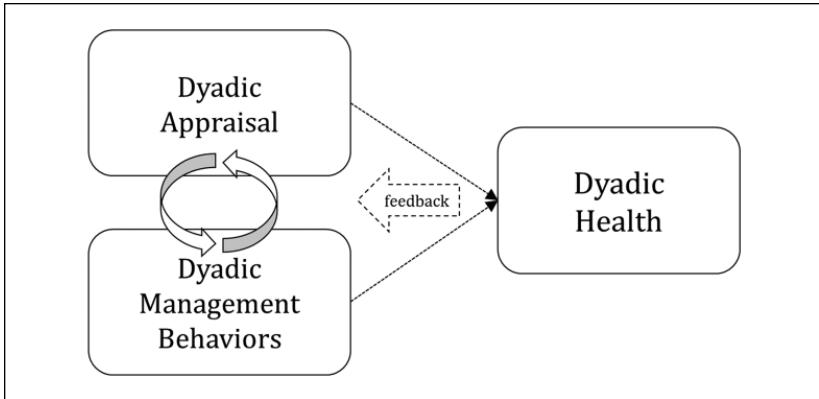 Dyadic
Appraisal
Dyadic
Management
Behaviors
feedback
Dyadic
Health